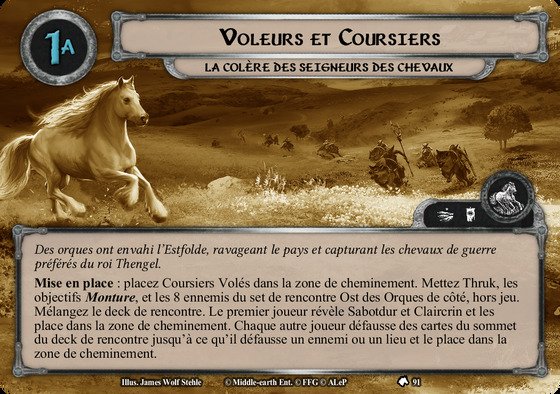 1A
Voleurs et Coursiers
La Colère des Seigneurs des Chevaux
Des orques ont envahi l'Estfolde, ravageant le pays et capturant les chevaux de guerre
préférés du roi Thengel.
Mise en place : placez Coursiers Volés dans la zone de cheminement. Mettez Thruk, les
objectifs Monture, et les 8 ennemis du set de rencontre Ost des Orques de côté, hors jeu.
Mélangez le deck de rencontre. Le premier joueur révèle Sabotdur et Claircrin et les
place dans la zone de cheminement. Chaque autre joueur défausse des cartes du sommet
du deck de rencontre jusqu'à ce qu'il défausse un ennemi ou un lieu et le place dans la
zone de cheminement.
Illus. James Wolf Strehle © Middle-earth Ent. © FFG © ALeP 91